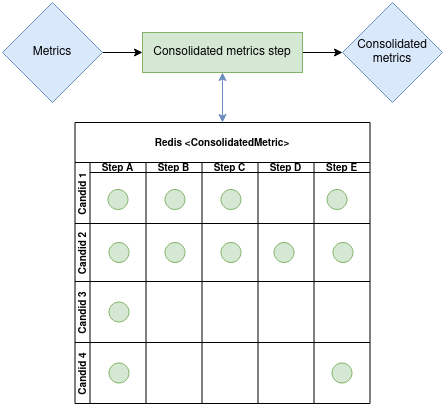 Metrics
Consolidated metrics step
Consolidated
metrics
Redis <ConsolidatedMetric>
Step A Step B Step C Step D Step E
Candid 1
Candid 2
Candid 3
Candid 4